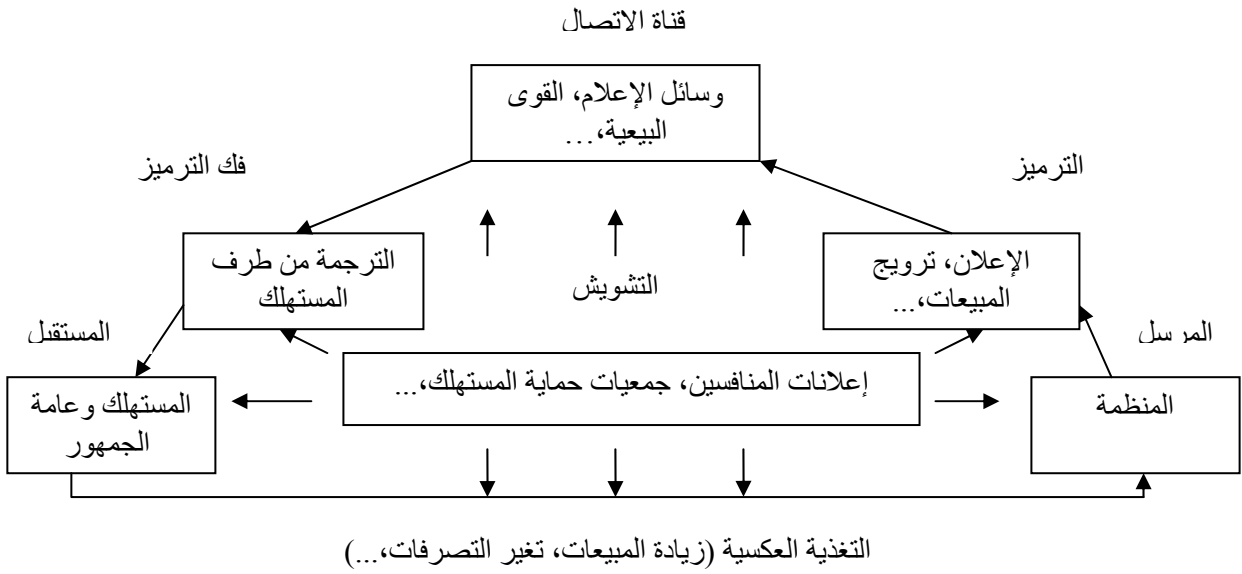 قناة الاتصال
وسائل الإعلام، القوى
البيعية،...
الترميز
فك الترميز
الإعلان، ترويج
المبيعات،...
التشويش
الترجمة من طرف
المستهلك
المرسل
المستقبل
المنظمة
إعلانات المنافسين، جمعيات حماية المستهلك،...
المستهلك وعامة
الجمهور
التغذية العكسية (زيادة المبيعات، تغير التصرفات،...)